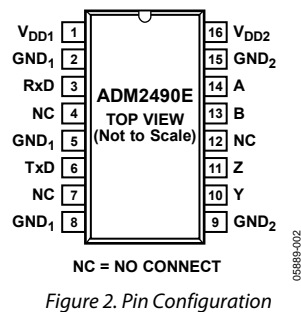 VDD1 1 16 VDD2
GND1 2 15 GND2
RxD 3 14 A
ADM2490E
NC 4 TOP VIEW 13 B
(Not to Scale)
GND1 5 12 NC
TxD 6 11 Z
NC 7 10 Y
GND1 8 9 GND2
NC = NO CONNECT
05889-002
Figure 2. Pin Configuration